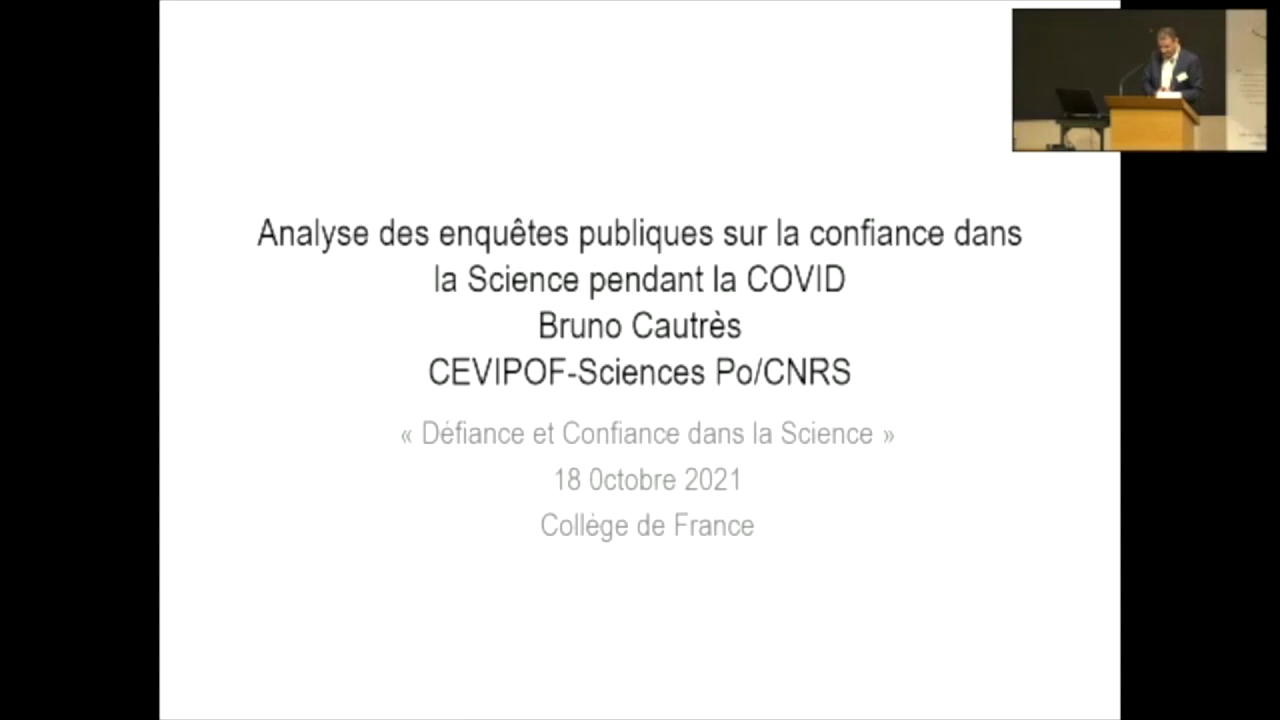 Analyse des enquêtes publiques sur la confiance dans
la Science pendant la COVID
Bruno Cautrès
CEVIPOF-Sciences Po/CNRS
« Défiance et Confiance dans la Science »
18 0ctobre 2021
Collège de France